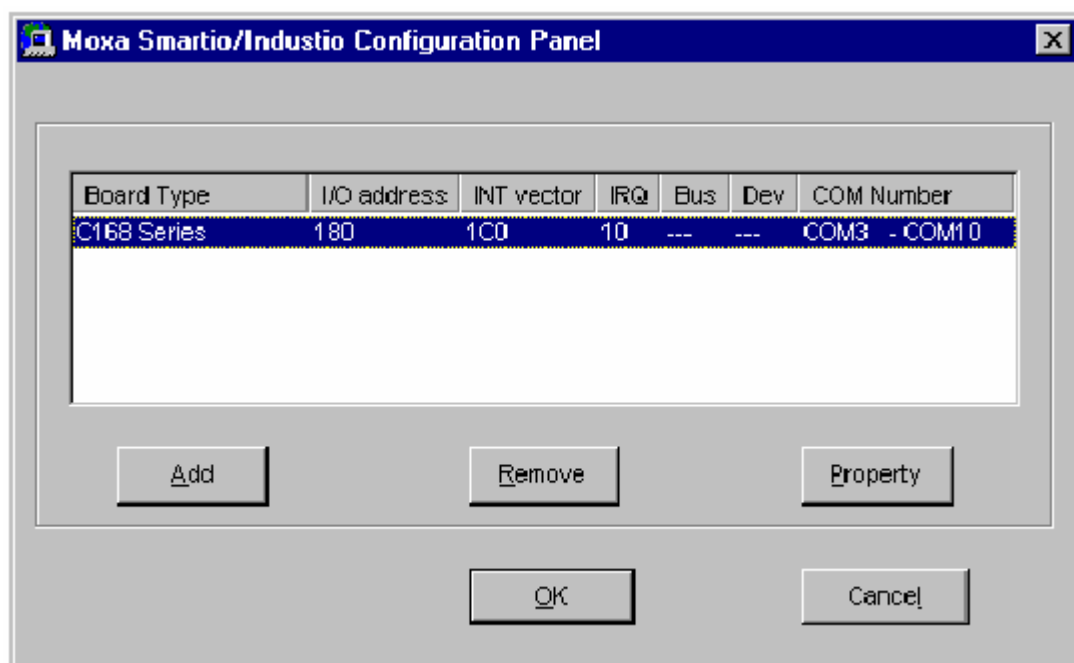 Moxa Smartio/Industio Configuration Panel
Board Type I/O address INT vector IRQ Bus Dev COM Number
C168 Series 180 1C0 10 --- --- COM3 - COM10
Add Remove Property
OK Cancel